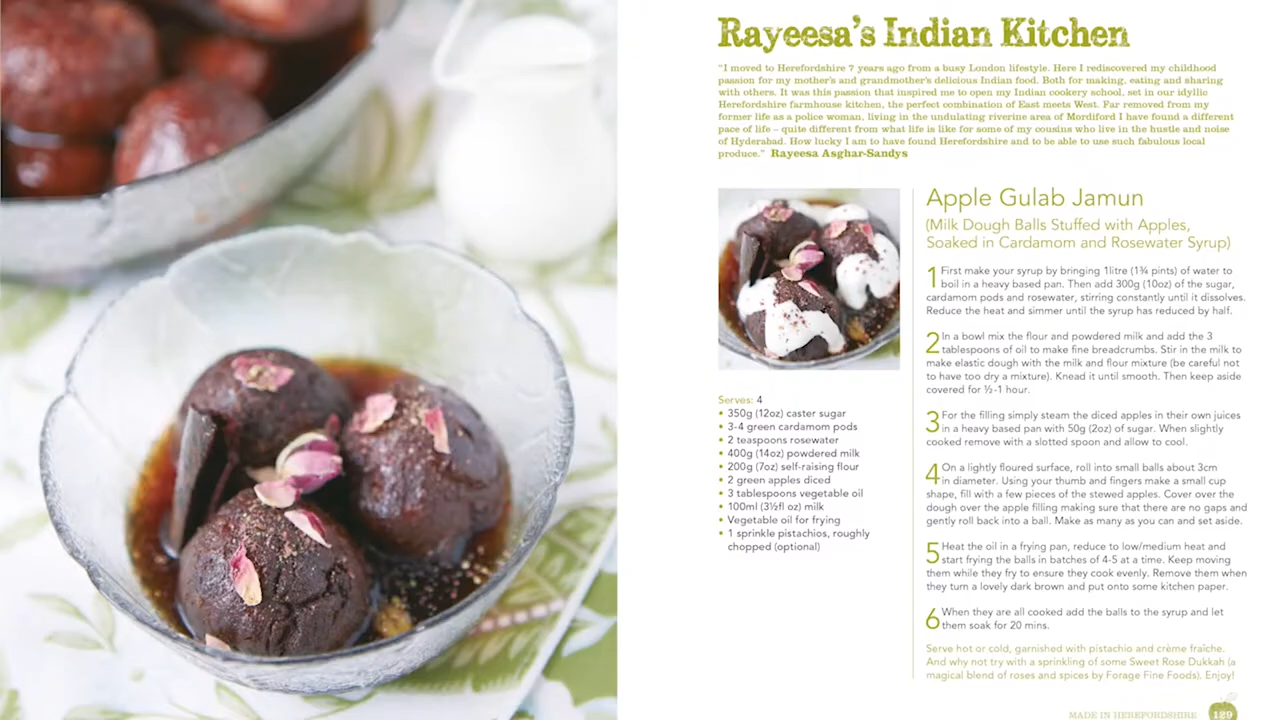 Rayeesa's Indian Kitchen
"I moved to Herefordshire 7 years ago from a busy London lifestyle. Here I rediscovered my childhood
passion for my mother's and grandmother's delicious Indian food. Both for making, eating and sharing
with others. It was this passion that inspired me to open my Indian cookery school, set in our idyllic
Herefordshire farmhouse kitchen, the perfect combination of East meets West. Far removed from my
former life as a police woman, living in the undulating riverine area of Mordiford I have found a different
pace of life – quite different from what life is like for some of my cousins who live in the hustle and noise
of Hyderabad. How lucky I am to have found Herefordshire and to be able to use such fabulous local
produce." Rayeesa Asghar-Sandys
Serves: 4
• 350g (12oz) caster sugar
• 3-4 green cardamom pods
• 2 teaspoons rosewater
• 400g (14oz) powdered milk
• 200g (7oz) self-raising flour
• 2 green apples diced
• 3 tablespoons vegetable oil
• 100ml (3½fl oz) milk
• Vegetable oil for frying
• 1 sprinkle pistachios, roughly
chopped (optional)
Apple Gulab Jamun
(Milk Dough Balls Stuffed with Apples,
Soaked in Cardamom and Rosewater Syrup)
1 First make your syrup by bringing 1litre (1¾ pints) of water to
boil in a heavy based pan. Then add 300g (10oz) of the sugar,
cardamom pods and rosewater, stirring constantly until it dissolves.
Reduce the heat and simmer until the syrup has reduced by half.
2 In a bowl mix the flour and powdered milk and add the 3
tablespoons of oil to make fine breadcrumbs. Stir in the milk to
make elastic dough with the milk and flour mixture (be careful not
to have too dry a mixture). Knead it until smooth. Then keep aside
covered for ½-1 hour.
3 For the filling simply steam the diced apples in their own juices
in a heavy based pan with 50g (2oz) of sugar. When slightly
cooked remove with a slotted spoon and allow to cool.
4 On a lightly floured surface, roll into small balls about 3cm
in diameter. Using your thumb and fingers make a small cup
shape, fill with a few pieces of the stewed apples. Cover over the
dough over the apple filling making sure that there are no gaps and
gently roll back into a ball. Make as many as you can and set aside.
5 Heat the oil in a frying pan, reduce to low/medium heat and
start frying the balls in batches of 4-5 at a time. Keep moving
them while they fry to ensure they cook evenly. Remove them when
they turn a lovely dark brown and put onto some kitchen paper.
6 When they are all cooked add the balls to the syrup and let
them soak for 20 mins.
Serve hot or cold, garnished with pistachio and crème fraîche.
And why not try with a sprinkling of some Sweet Rose Dukkah (a
magical blend of roses and spices by Forage Fine Foods). Enjoy!
MADE IN HEREFORDSHIRE 129